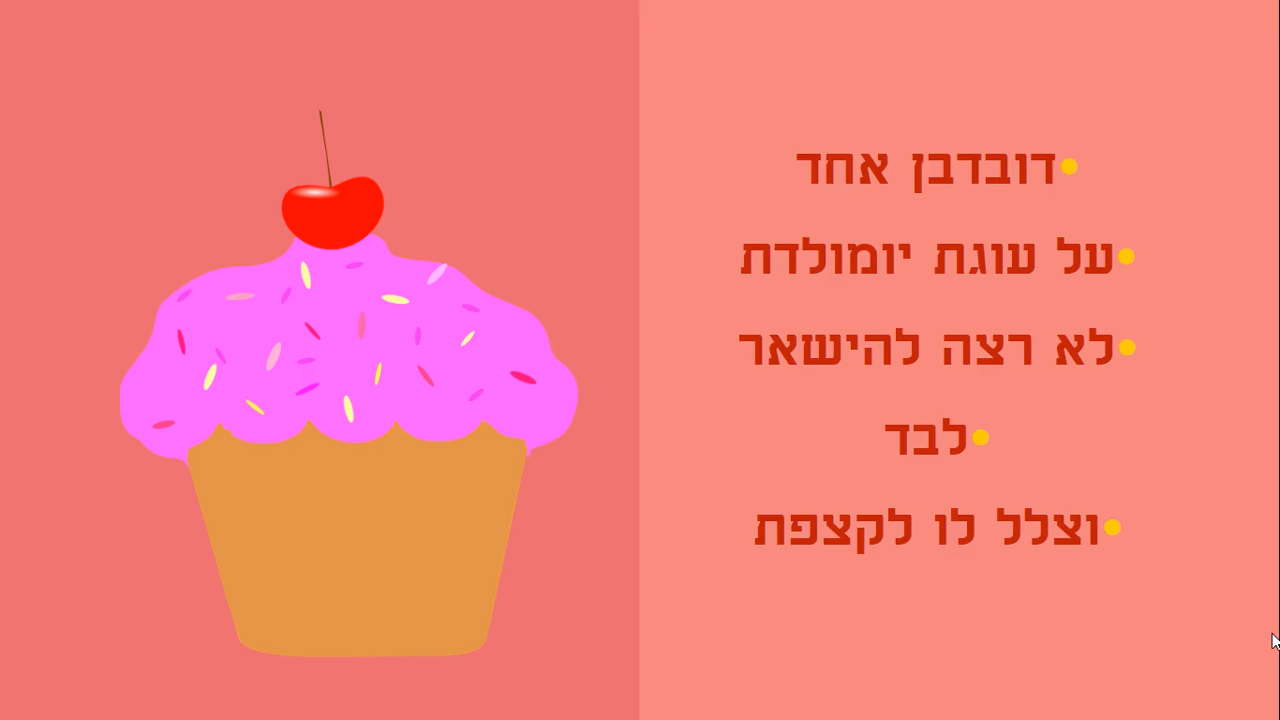 •דובדבן אחד
•על עוגת יומולדת
•לא רצה להישאר
•לבד
•וצלל לו לקצפת